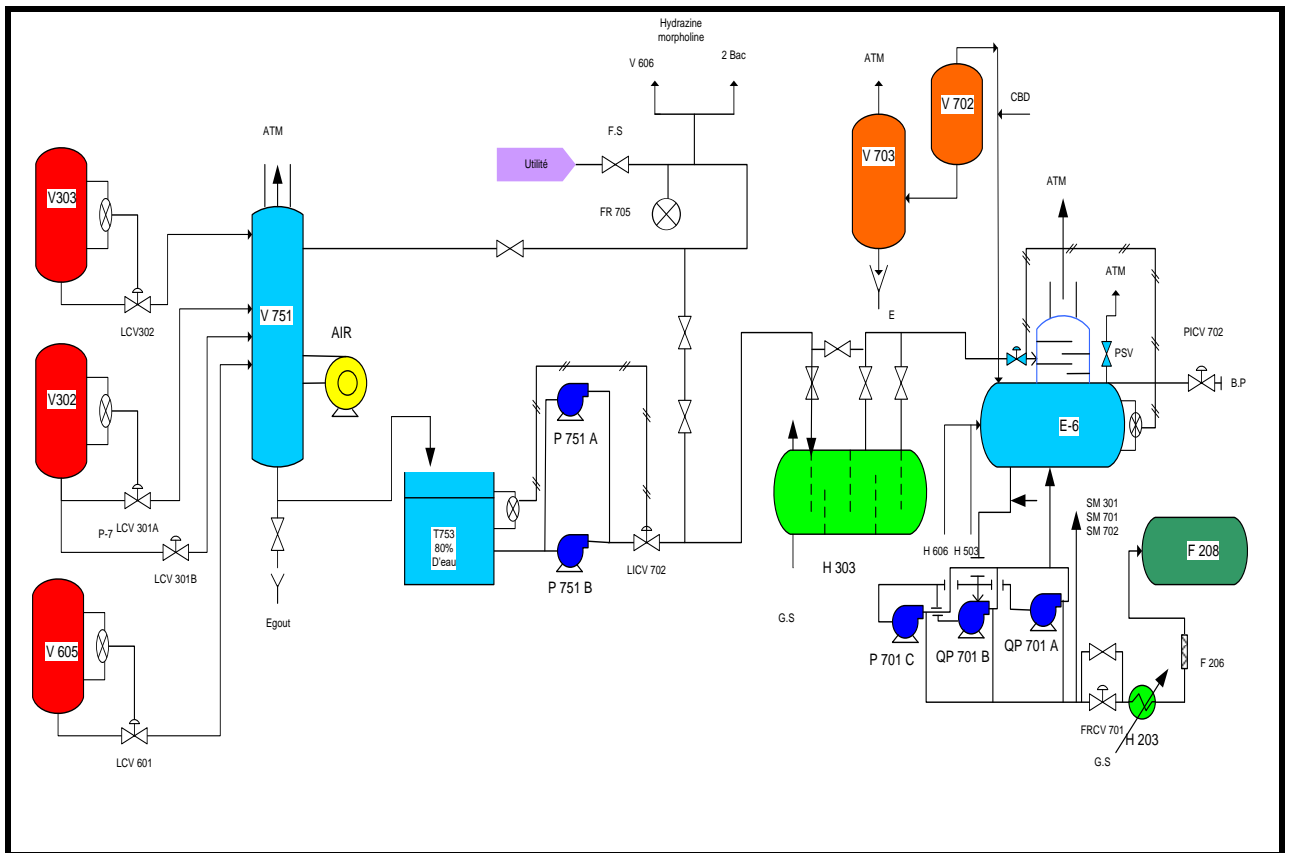 Hydrazine
morpholine
V 606
2 Bac
ATM
V 702
CBD
F.S
ATM
Utilité
V 703
V303
ATM
FR 705
ATM
V 751
E
LCV302
AIR
PSV
PICV 702
B.P
V302
E-6
P 751 A
P-7
LCV 301A
LCV 301B
T753
80%
D'eau
P 751 B
LICV 702
H 303
H 606
H 503
SM 301
SM 701
SM 702
F 208
Egout
G.S
V 605
P 701 C
QP 701 B
QP 701 A
F 206
FRCV 701
H 203
LCV 601
G.S